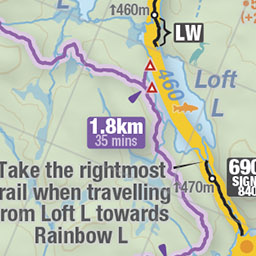 1460m
LW
L
460
Loft
L
1.8km
35 mins
Take the rightmost
rail when travelling
from Loft L towards
Rainbow L
1470m
690
SIGN
840